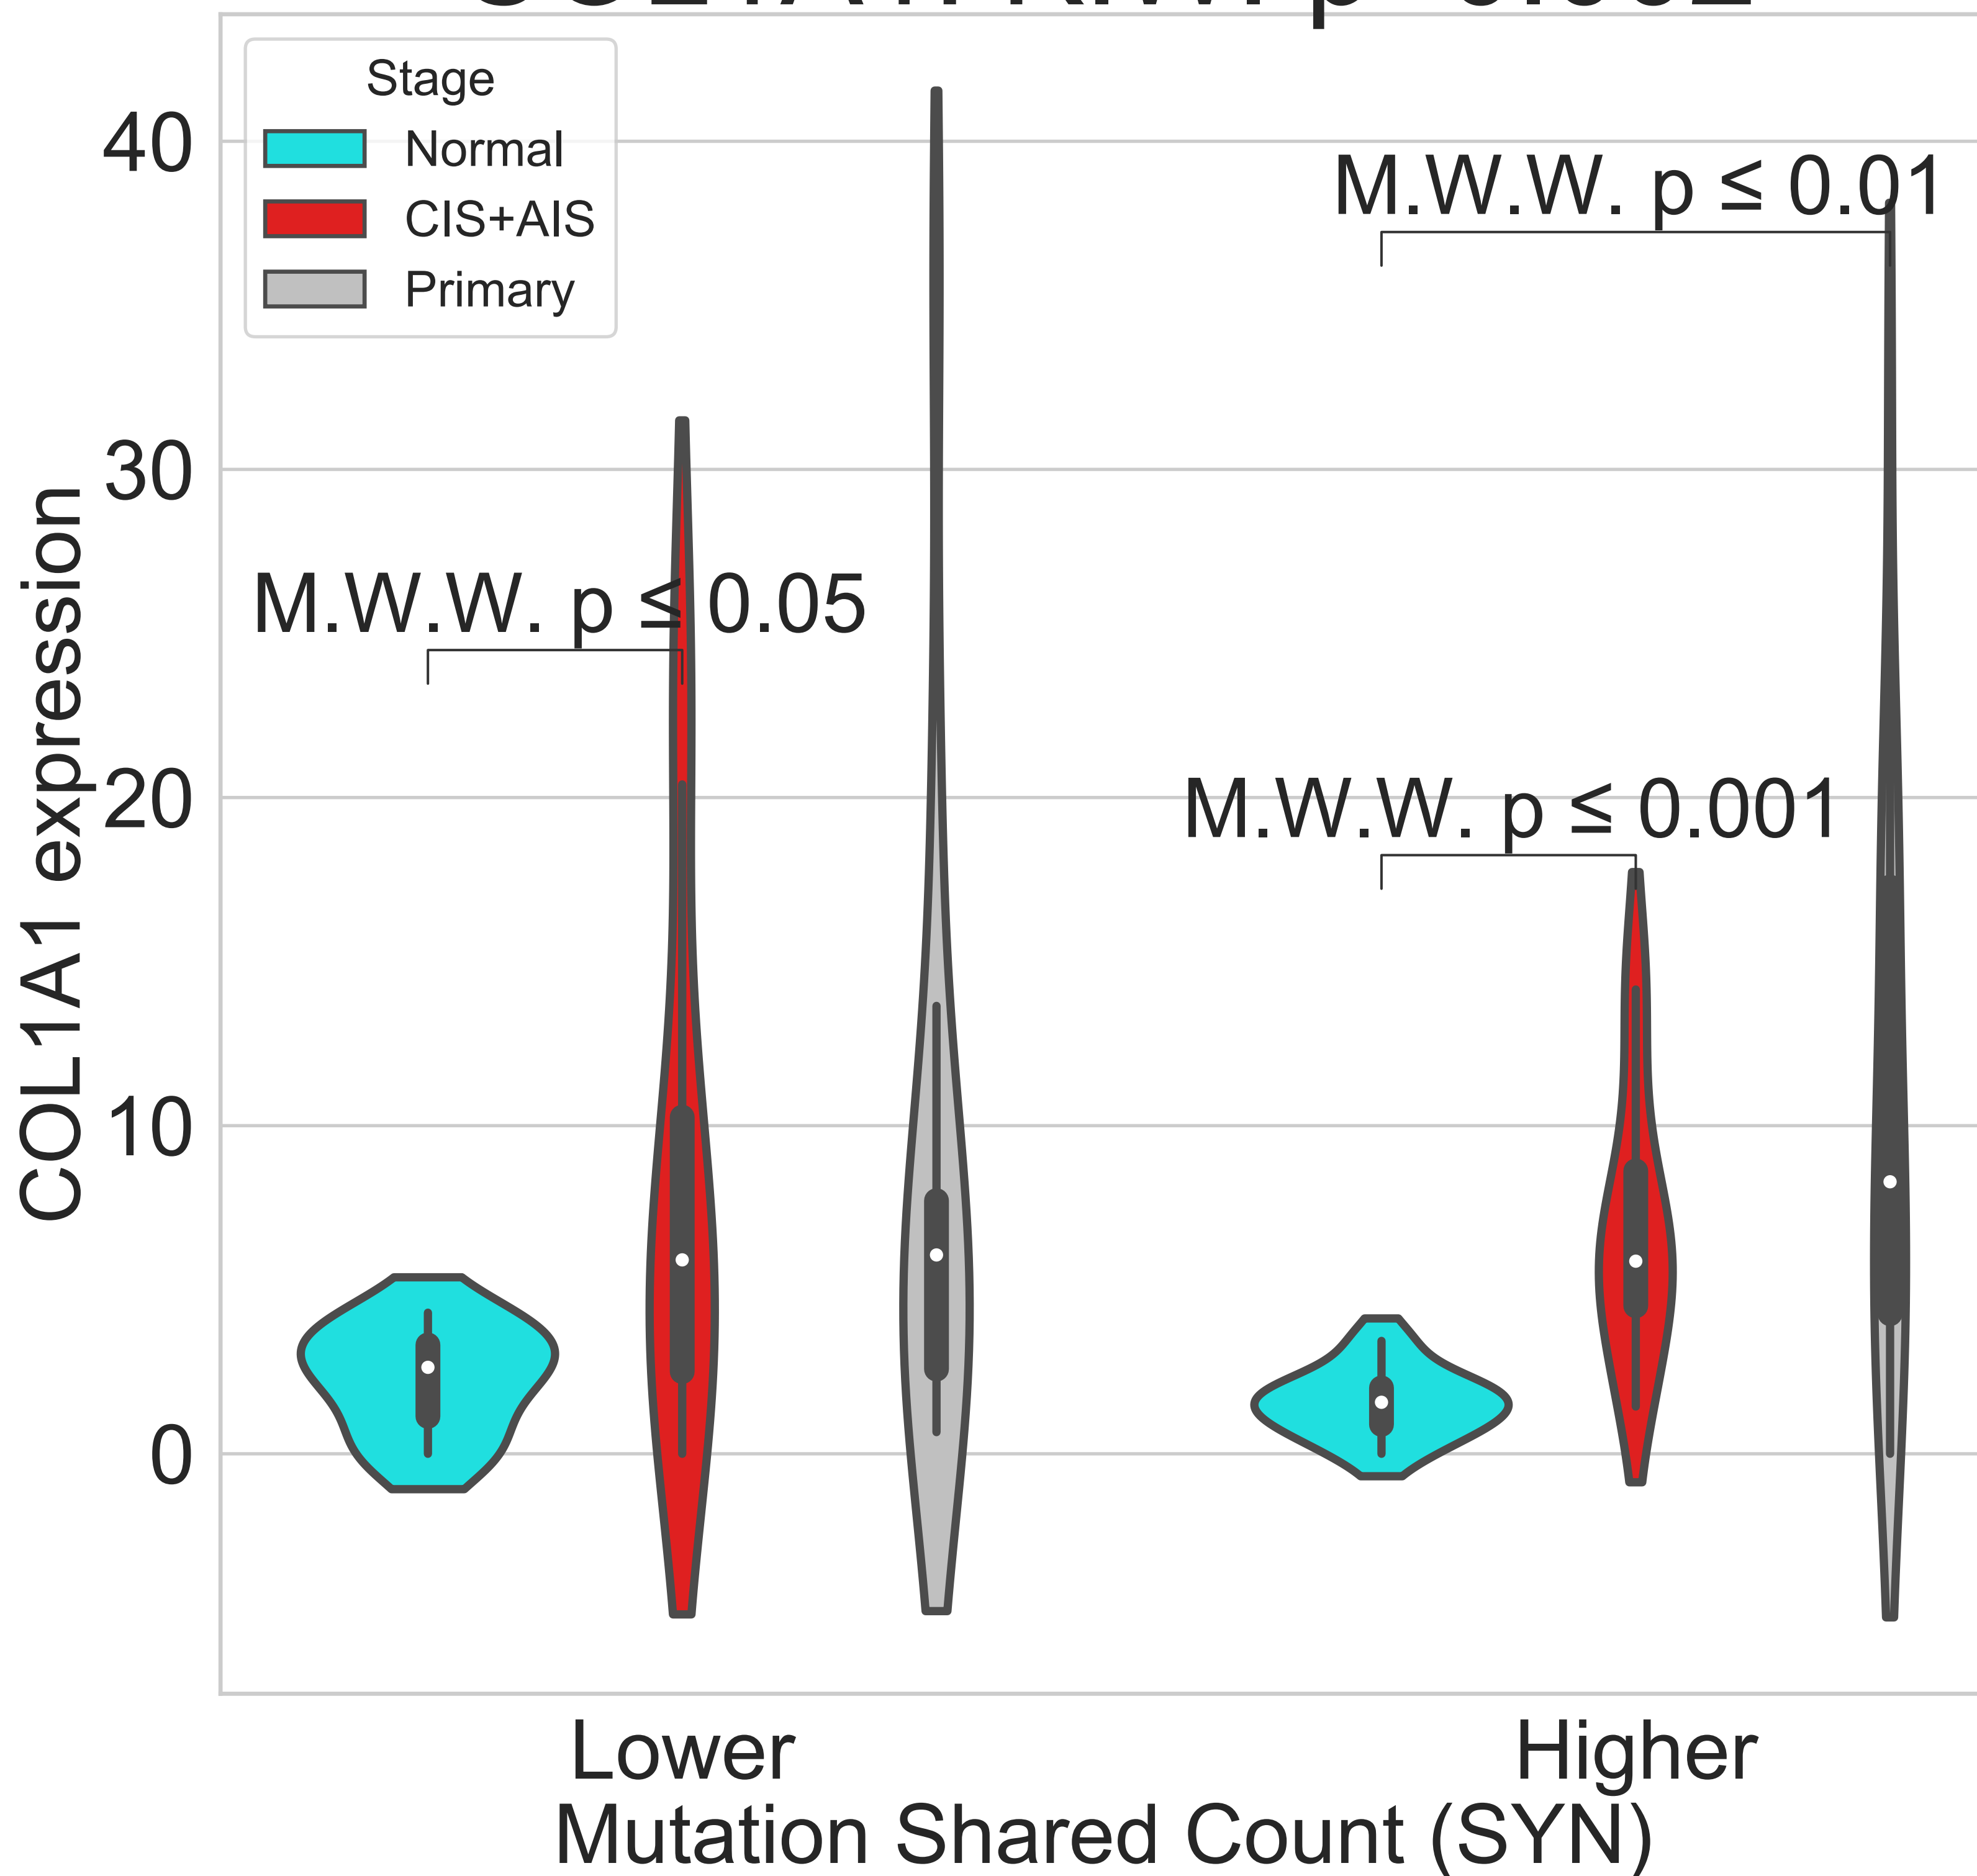 Stage
Normal
CIS+AIS
Primary
40
30
20
10
0
COL1A1 expression
M.W.W. p ≤ 0.01
M.W.W. p ≤ 0.05
M.W.W. p ≤ 0.001
Lower
Higher
Mutation Shared Count (SYN)